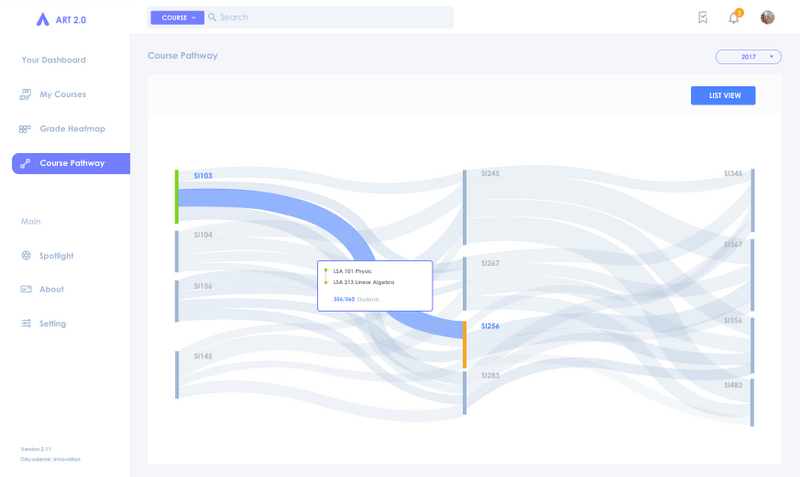 ART 2.0
COURSE
Search
Your Dashboard
My Courses
Grade Heatmap
Course Pathway
Main
Spotlight
About
Setting
Version 2.11
©Academic Innovation
Course Pathway
2017
LIST VIEW
SI103
SI245
SI345
SI104
SI367
SI267
LSA 101 Physic
LSA 213 Linear Algebra
356/560 Students
SI156
SI256
SI356
SI145
SI283
SI483